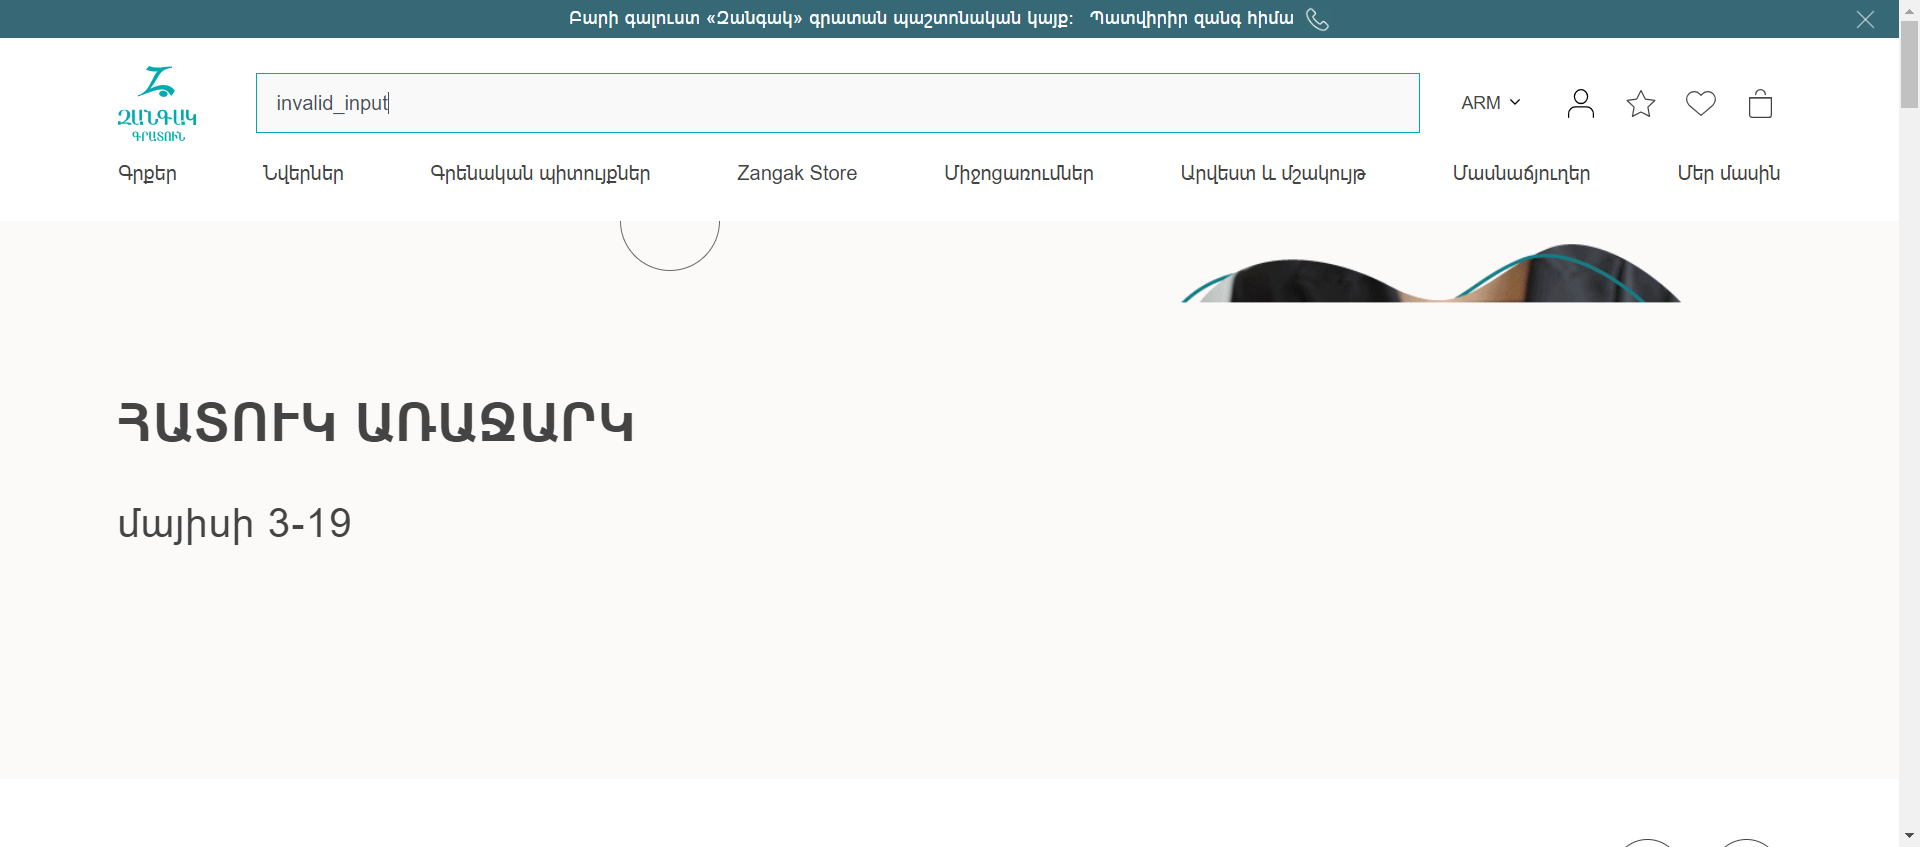 Բարի գալուստ «Զանգակ» գրատան պաշտոնական կայք: Պատվիրիր զանգ հիմա
ԶԱՆԳԱԿ
ԳՐԱՏՈՒՆ
invalid_input
ARM
Գրքեր Նվերներ Գրենական պիտույքներ Zangak Store Միջոցառումներ Արվեստ և մշակույթ Մասնաճյուղեր Մեր մասին
ՀԱՏՈՒԿ ԱՌԱՋԱՐԿ
մայիսի 3-19